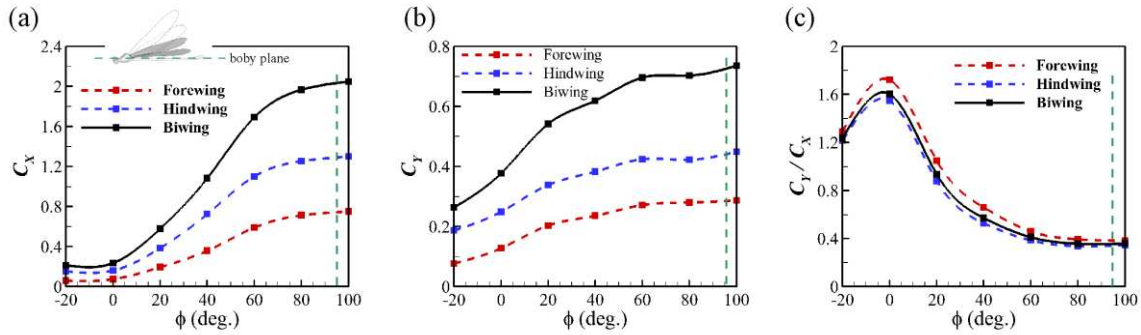 (a)
2.4
2
1.6
1.2
0.8
0.4
0
C_X
boby plane
Forewing
Hindwing
Biwing
-20 0 20 40 60 80 100
ϕ (deg.)
(b)
0.8
0.6
0.4
0.2
0
C_Y
Forewing
Hindwing
Biwing
-20 0 20 40 60 80 100
ϕ (deg.)
(c)
2
1.6
1.2
0.8
0.4
0
C_Y / C_X
Forewing
Hindwing
Biwing
-20 0 20 40 60 80 100
ϕ (deg.)